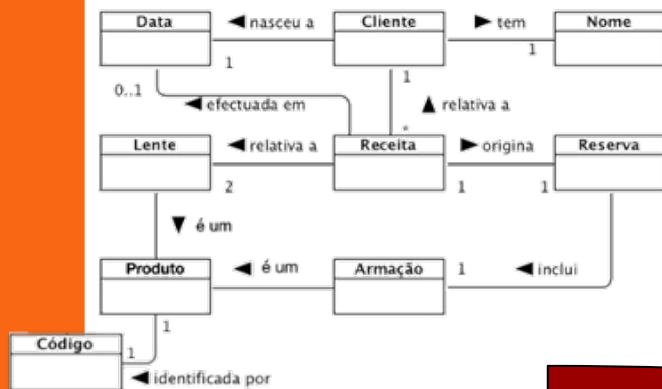 Data ◄ nasceu a Cliente ► tem Nome
1 1 1
0..1 ◄ efectuada em ▲ relativa a
*
Lente ◄ relativa a Receita ► origina Reserva
2 1 1
▼ é um
Produto ◄ é um Armação 1 ◄ inclui
1
Código 1
◄ identificada por